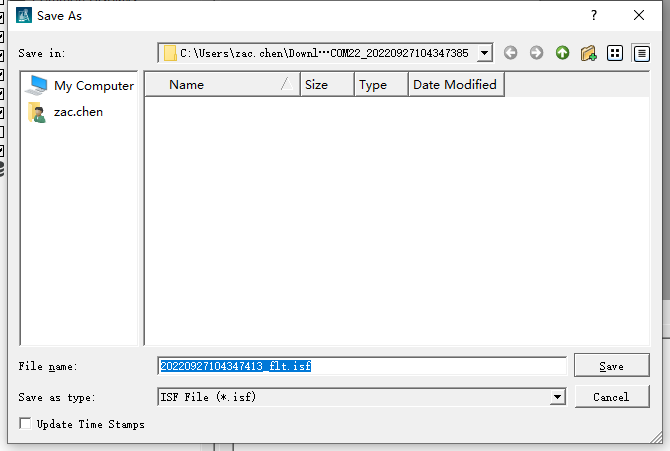 Save As
?
Save in:
C:\Users\zac.chen\Downl···COM22_20220927104347385
My Computer
zac.chen
Name
Size
Type
Date Modified
File name:
20220927104347413_flt.isf
Save
Save as type:
ISF File (*.isf)
Cancel
Update Time Stamps